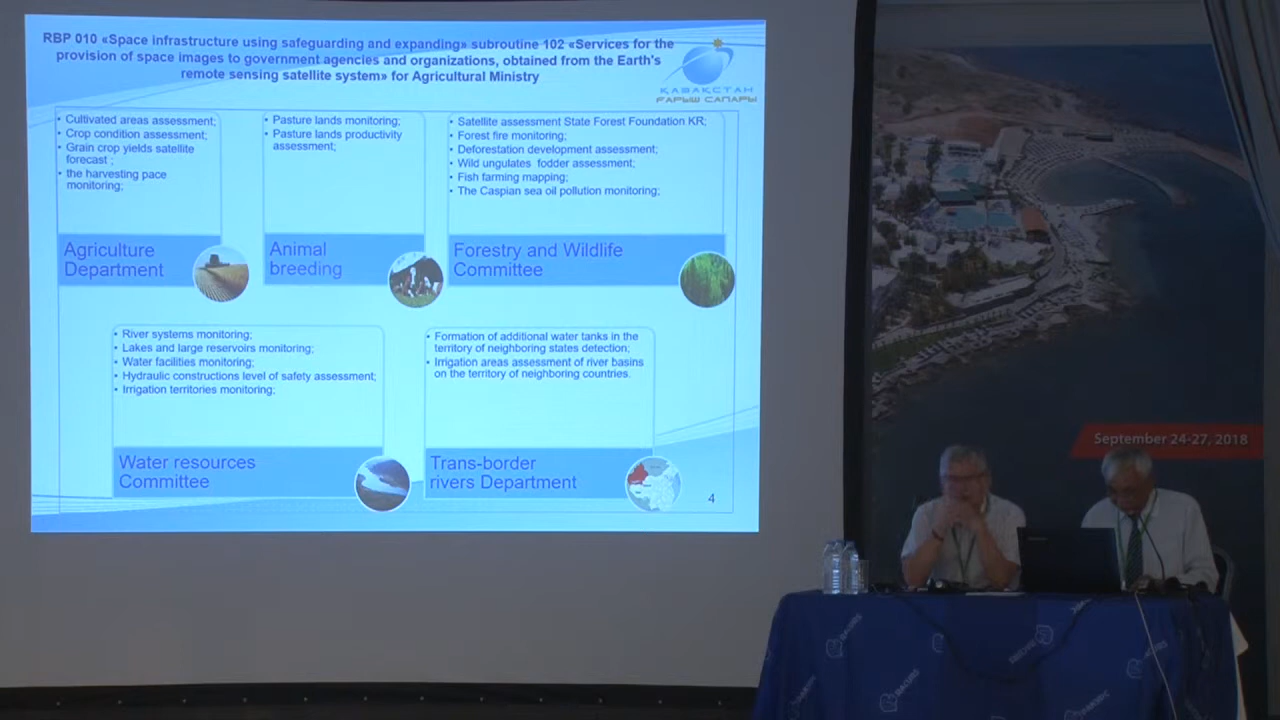 RBP 010 «Space infrastructure using safeguarding and expanding» subroutine 102 «Services for the
provision of space images to government agencies and organizations, obtained from the Earth's
remote sensing satellite system» for Agricultural Ministry
ҚАЗАҚСТАН
ҒАРЫШ САПАРЫ
• Cultivated areas assessment;
• Crop condition assessment;
• Grain crop yields satellite
forecast ;
• the harvesting pace
monitoring;
Agriculture
Department
• Pasture lands monitoring;
• Pasture lands productivity
assessment;
Animal
breeding
• Satellite assessment State Forest Foundation KR;
• Forest fire monitoring;
• Deforestation development assessment;
• Wild ungulates fodder assessment;
• Fish farming mapping;
• The Caspian sea oil pollution monitoring;
Forestry and Wildlife
Committee
• River systems monitoring;
• Lakes and large reservoirs monitoring;
• Water facilities monitoring;
• Hydraulic constructions level of safety assessment;
• Irrigation territories monitoring;
Water resources
Committee
• Formation of additional water tanks in the
territory of neighboring states detection;
• Irrigation areas assessment of river basins
on the territory of neighboring countries.
Trans-border
rivers Department
4
September 24-27, 2018